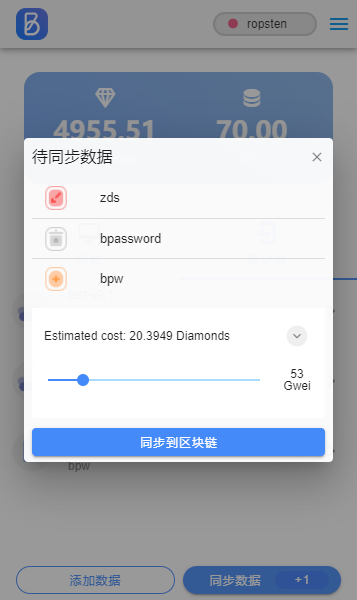 ropsten
4955.51 70.00
待同步数据
zds
bpassword
bpw
Estimated cost: 20.3949 Diamonds
53
Gwei
同步到区块链
bpw
添加数据 同步数据 +1